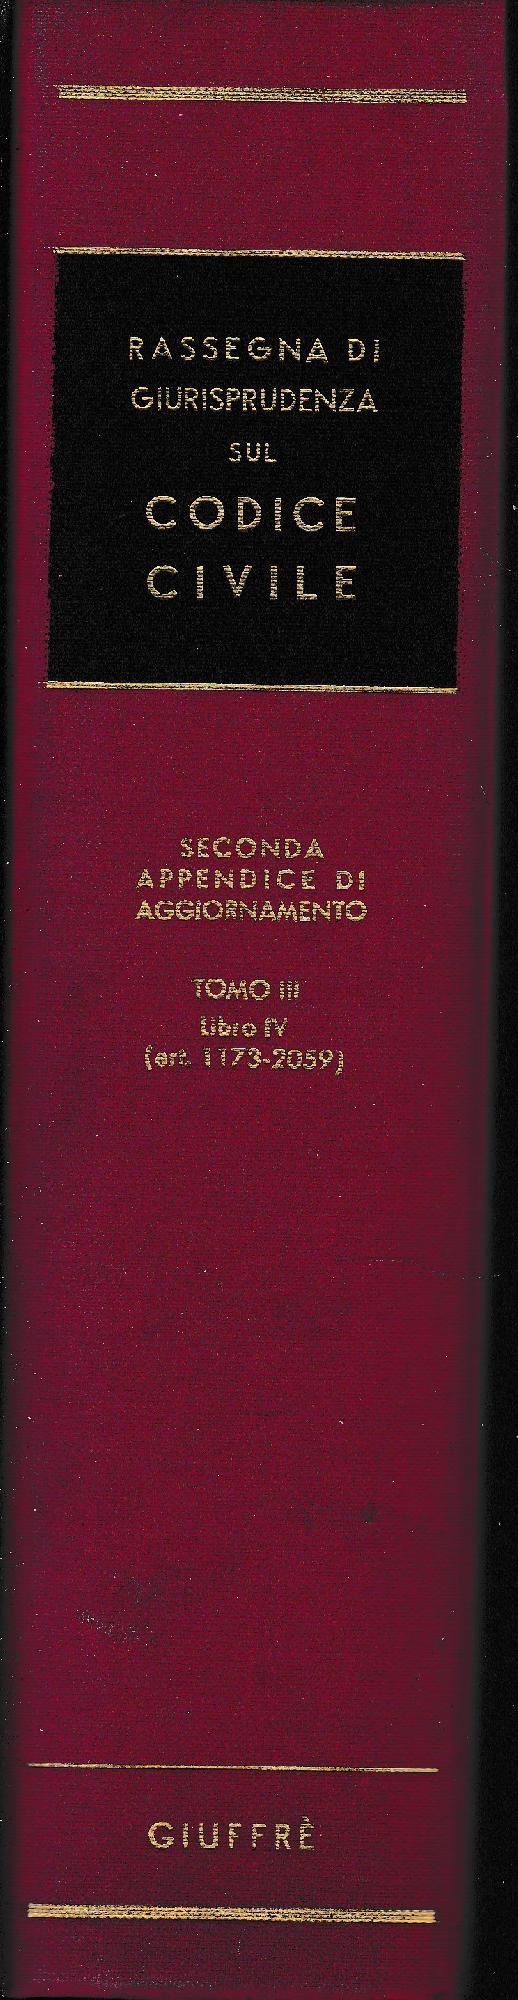 RASSEGNA DI
GIURISPRUDENZA
SUL
CODICE
CIVILE
SECONDA
APPENDICE DI
AGGIORNAMENTO
TOMO III
Libro IV
(art. 1173-2059)
GIUFFRÈ